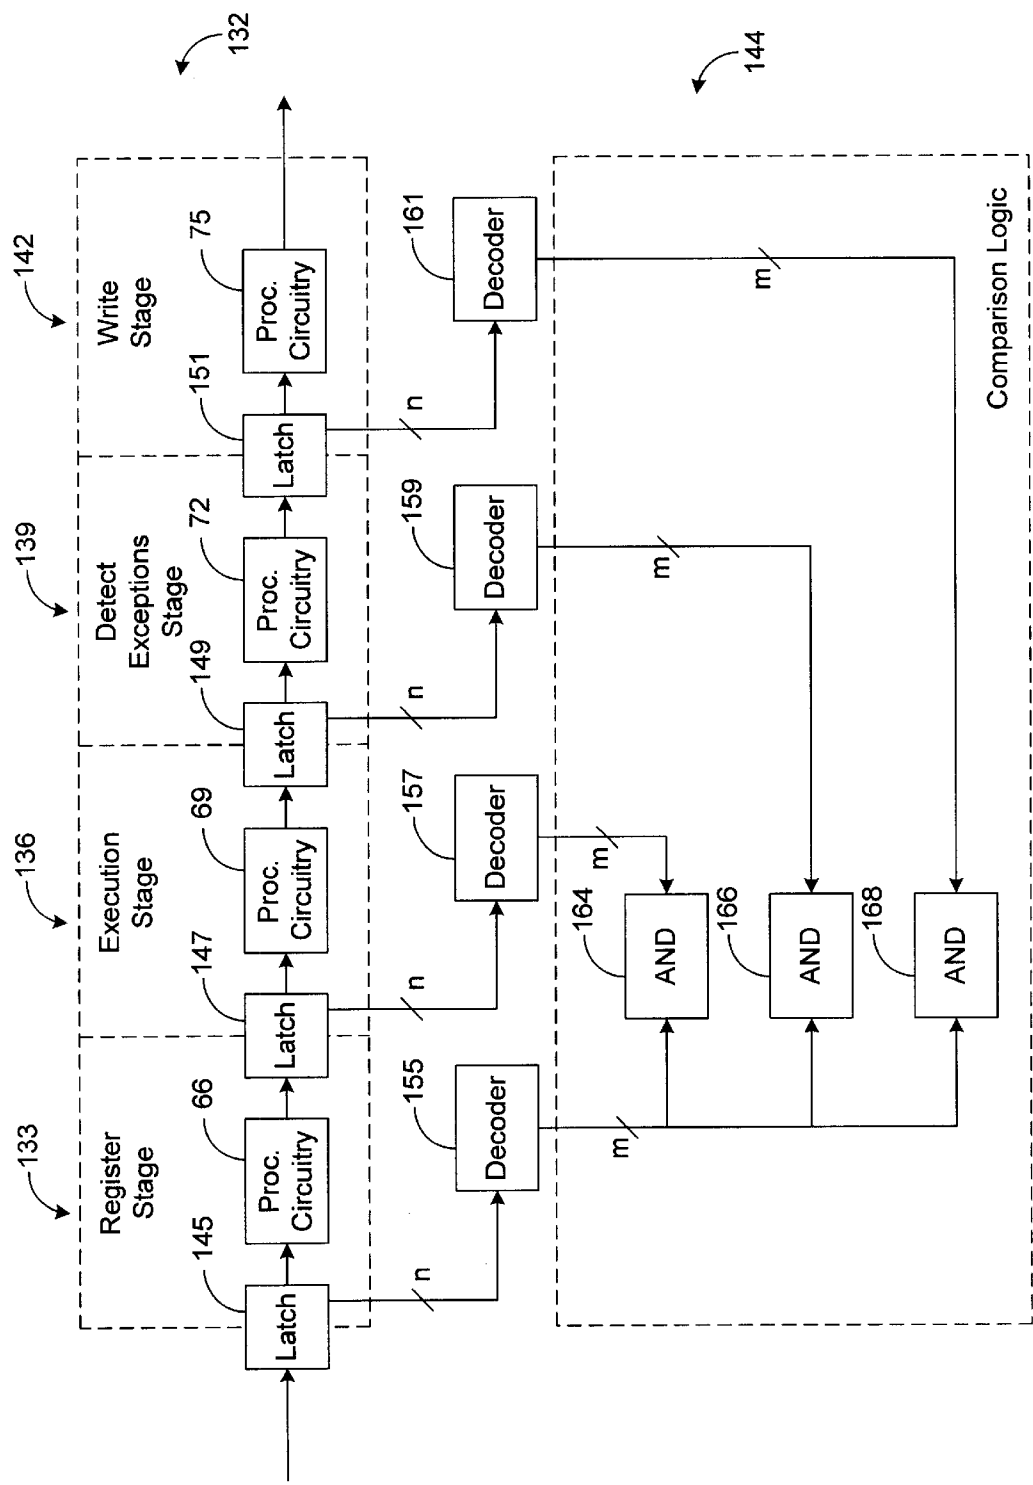 132
133
136
139
142
Register
Stage
Execution
Stage
Detect
Exceptions
Stage
Write
Stage
145
66
147
69
149
72
151
75
Latch
Proc.
Circuitry
Latch
Proc.
Circuitry
Latch
Proc.
Circuitry
Latch
Proc.
Circuitry
n
n
n
n
155
157
159
161
Decoder
Decoder
Decoder
Decoder
144
m
m
m
m
164
AND
166
AND
168
AND
Comparison Logic